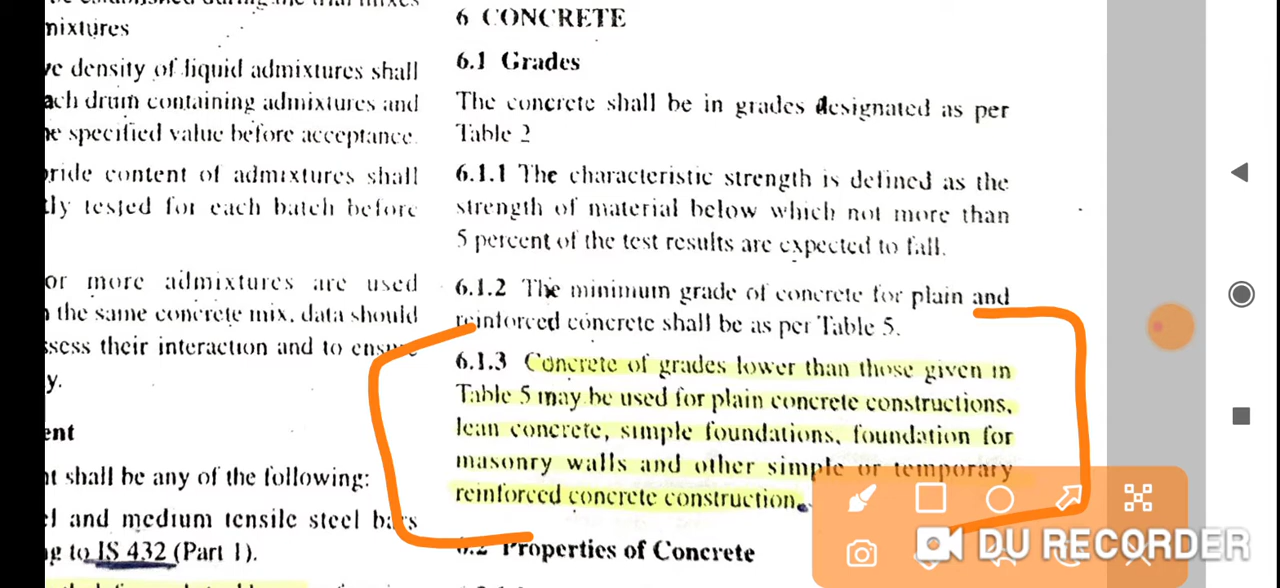 mixtures
density of liquid admixtures shall
ach drum containing admixtures and
specified value before acceptance.
ride content of admixtures shall
tly tested for each batch before
or more admixtures are used
the same concrete mix, data should
ssess their interaction and to ensure
y.
ent
nt shall be any of the following:
el and medium tensile steel bars
ng to IS 432 (Part 1).
6 CONCRETE
6.1 Grades
The concrete shall be in grades designated as per
Table 2
6.1.1 The characteristic strength is defined as the
strength of material below which not more than
5 percent of the test results are expected to fall.
6.1.2 The minimum grade of concrete for plain and
reinforced concrete shall be as per Table 5.
6.1.3 Concrete of grades lower than those given in
Table 5 may be used for plain concrete constructions,
lean concrete, simple foundations, foundation for
masonry walls and other simple or temporary
reinforced concrete construction.
6.2 Properties of Concrete
DU RECORDER